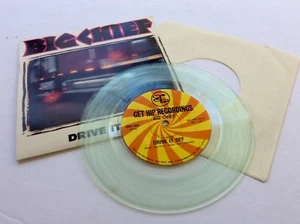 BIG CHIEF
DRIVE IT
GET HIP RECORDINGS
BIG CHIEF
DRIVE IT OFF